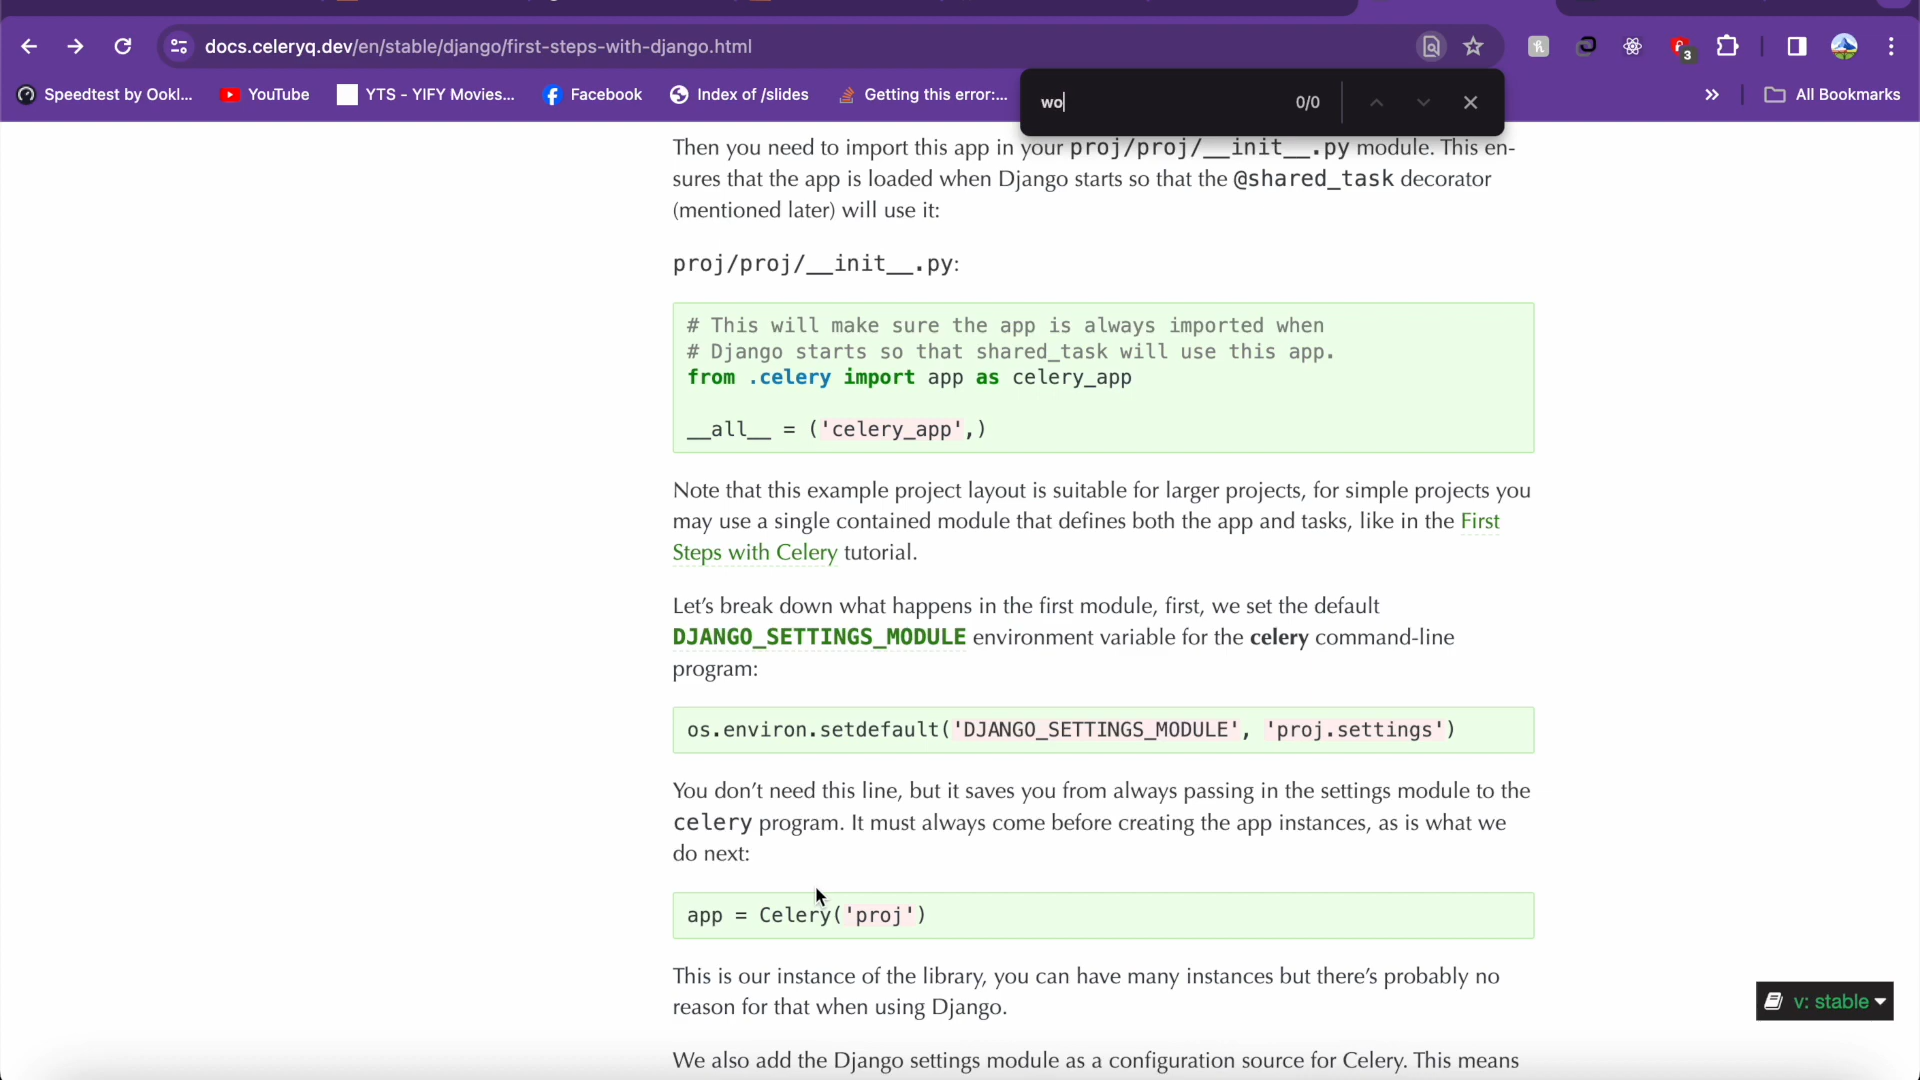 docs.celeryq.dev/en/stable/django/first-steps-with-django.html
3
Speedtest by Ookl... YouTube YTS - YIFY Movies... Facebook Index of /slides Getting this error:... » All Bookmarks
wo 0/0
Then you need to import this app in your proj/proj/__init__.py module. This en-
sures that the app is loaded when Django starts so that the @shared_task decorator
(mentioned later) will use it:
proj/proj/__init__.py:
# This will make sure the app is always imported when
# Django starts so that shared_task will use this app.
from .celery import app as celery_app
__all__ = ('celery_app',)
Note that this example project layout is suitable for larger projects, for simple projects you
may use a single contained module that defines both the app and tasks, like in the First
Steps with Celery tutorial.
Let’s break down what happens in the first module, first, we set the default
DJANGO_SETTINGS_MODULE environment variable for the celery command-line
program:
os.environ.setdefault('DJANGO_SETTINGS_MODULE', 'proj.settings')
You don’t need this line, but it saves you from always passing in the settings module to the
celery program. It must always come before creating the app instances, as is what we
do next:
app = Celery('proj')
This is our instance of the library, you can have many instances but there’s probably no
reason for that when using Django.
v: stable
We also add the Django settings module as a configuration source for Celery. This means